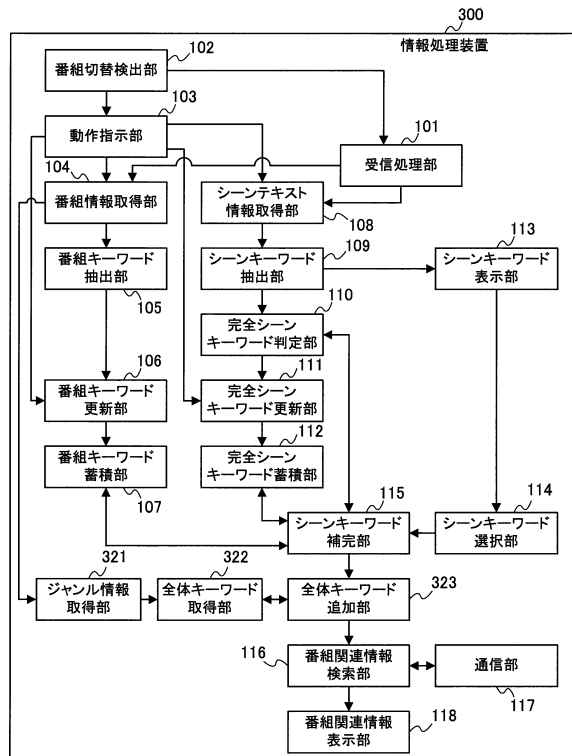 300
情報処理装置
102
番組切替検出部
103
動作指示部
101
受信処理部
104
番組情報取得部
シーンテキスト
情報取得部
108
番組キーワード
抽出部
105
109
シーンキーワード
抽出部
113
シーンキーワード
表示部
110
完全シーン
キーワード判定部
106
番組キーワード
更新部
111
完全シーン
キーワード更新部
番組キーワード
蓄積部
107
112
完全シーン
キーワード蓄積部
115
シーンキーワード
補完部
114
シーンキーワード
選択部
321
ジャンル情報
取得部
322
全体キーワード
取得部
全体キーワード
追加部
323
116
番組関連情報
検索部
通信部
117
番組関連情報
表示部
118